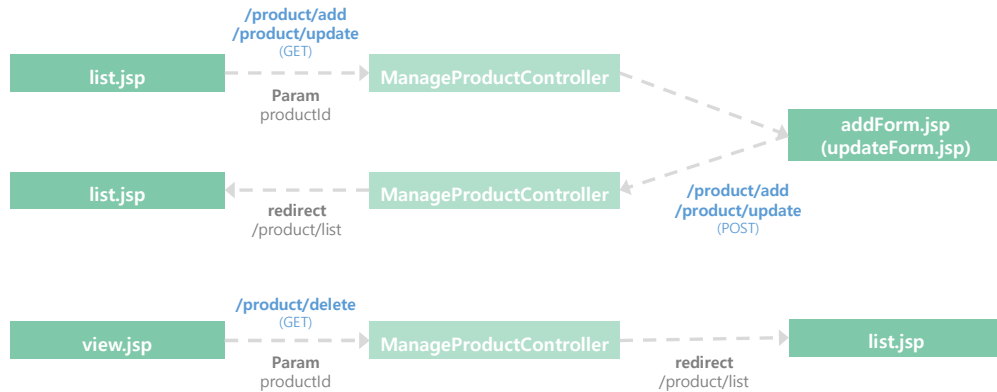 /product/add
/product/update
(GET)
list.jsp
ManageProductController
Param
productId
addForm.jsp
(updateForm.jsp)
list.jsp
ManageProductController
redirect
/product/list
/product/add
/product/update
(POST)
/product/delete
(GET)
view.jsp
ManageProductController
list.jsp
Param
productId
redirect
/product/list